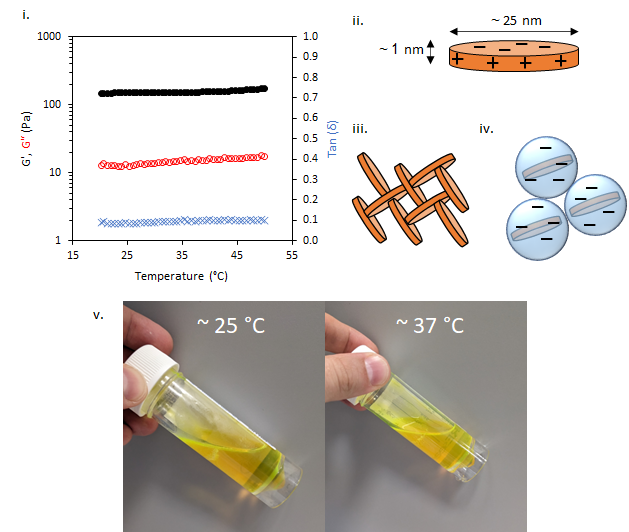 i.
1000
100
10
1
G', G" (Pa)
1.0
0.9
0.8
0.7
0.6
0.5
0.4
0.3
0.2
0.1
0.0
Tan (δ)
15
25
35
45
55
Temperature (°C)
ii.
~ 25 nm
~ 1 nm
iii.
iv.
v.
~ 25 °C
~ 37 °C